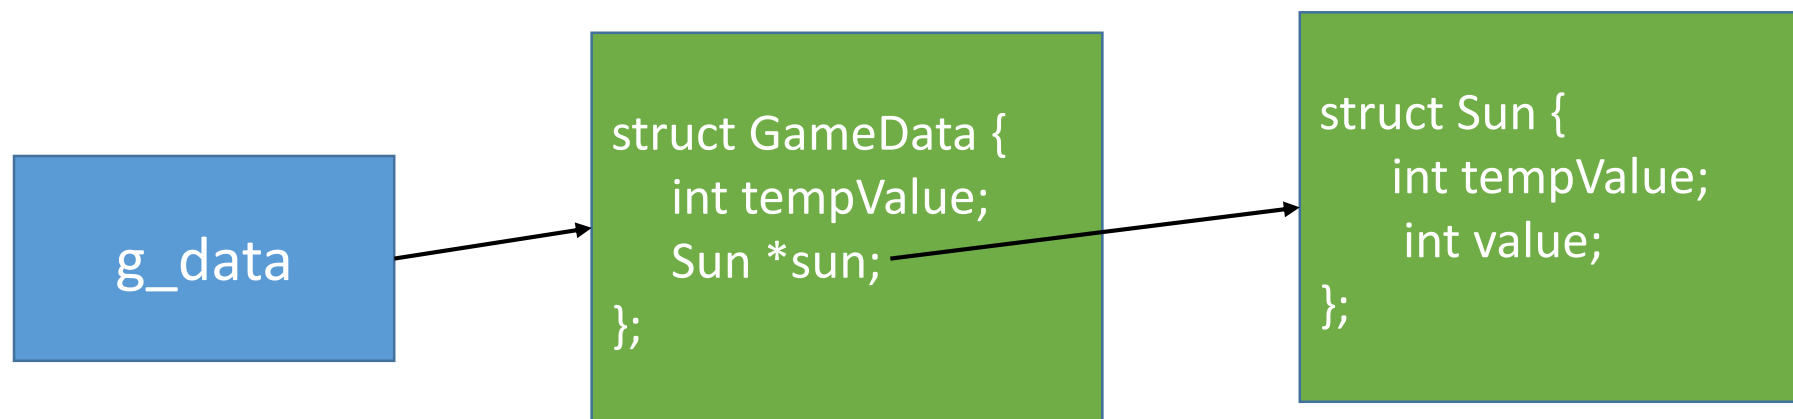 g_data
struct GameData {
int tempValue;
Sun *sun;
};
struct Sun {
int tempValue;
int value;
};